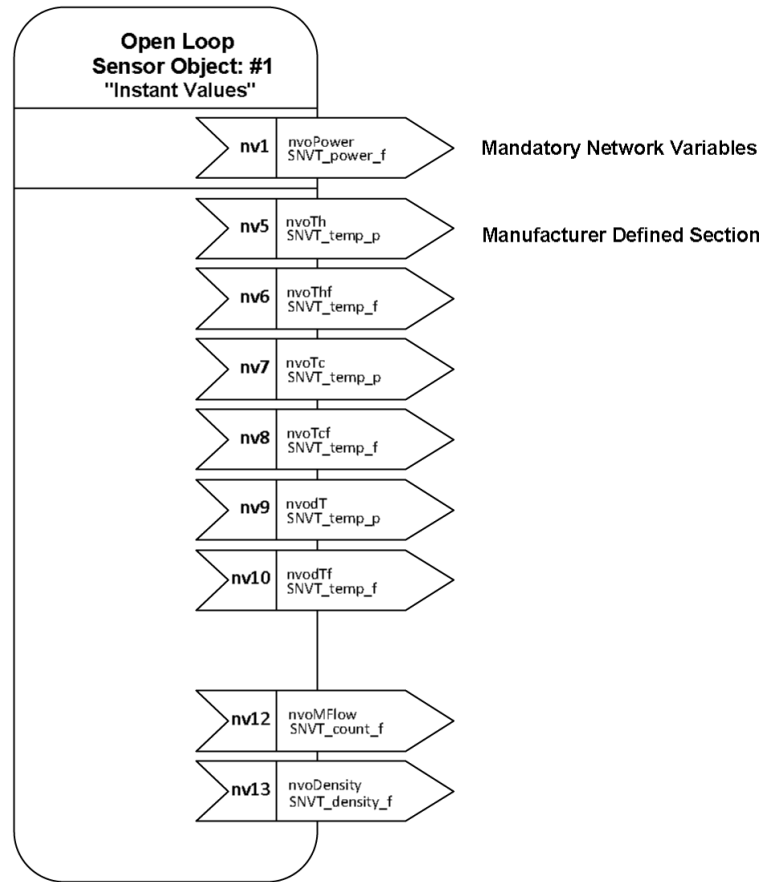 Open Loop
Sensor Object: #1
"Instant Values"
nv1
nvoPower
SNVT_power_f
Mandatory Network Variables
nv5
nvoTh
SNVT_temp_p
Manufacturer Defined Section
nv6
nvoThf
SNVT_temp_f
nv7
nvoTc
SNVT_temp_p
nv8
nvoTcf
SNVT_temp_f
nv9
nvodT
SNVT_temp_p
nv10
nvodTf
SNVT_temp_f
nv12
nvoMFlow
SNVT_count_f
nv13
nvoDensity
SNVT_density_f